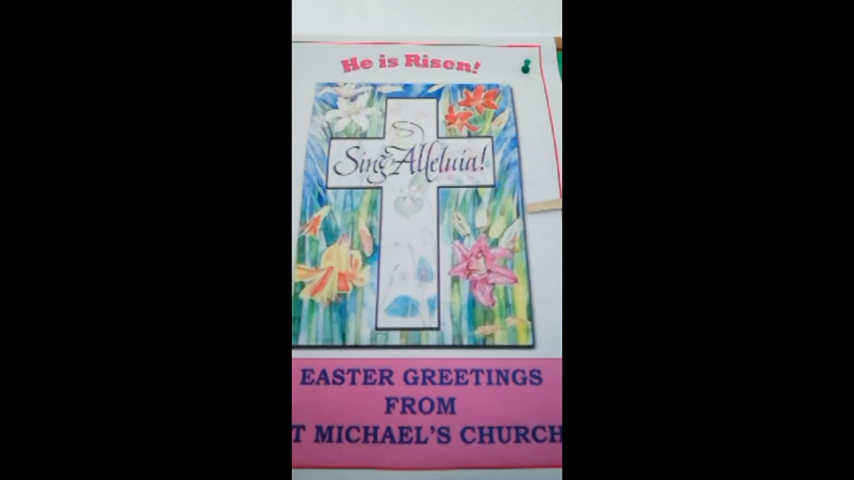 He is Risen!
Sing Alleluia!
EASTER GREETINGS
FROM
T MICHAEL'S CHURCH